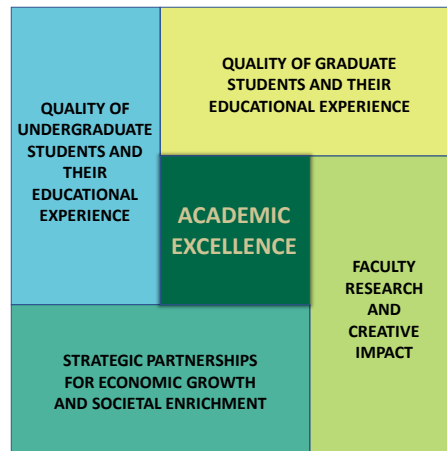 QUALITY OF
UNDERGRADUATE
STUDENTS AND
THEIR
EDUCATIONAL
EXPERIENCE
QUALITY OF GRADUATE
STUDENTS AND THEIR
EDUCATIONAL EXPERIENCE
ACADEMIC
EXCELLENCE
FACULTY
RESEARCH
AND
CREATIVE
IMPACT
STRATEGIC PARTNERSHIPS
FOR ECONOMIC GROWTH
AND SOCIETAL ENRICHMENT